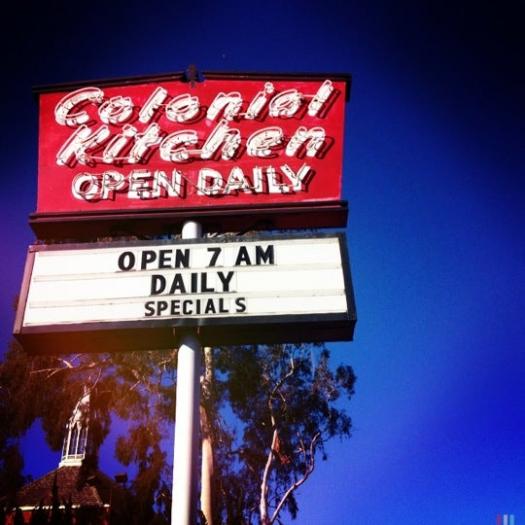 Colonial
Kitchen
OPEN DAILY
OPEN 7 AM
DAILY
SPECIALS